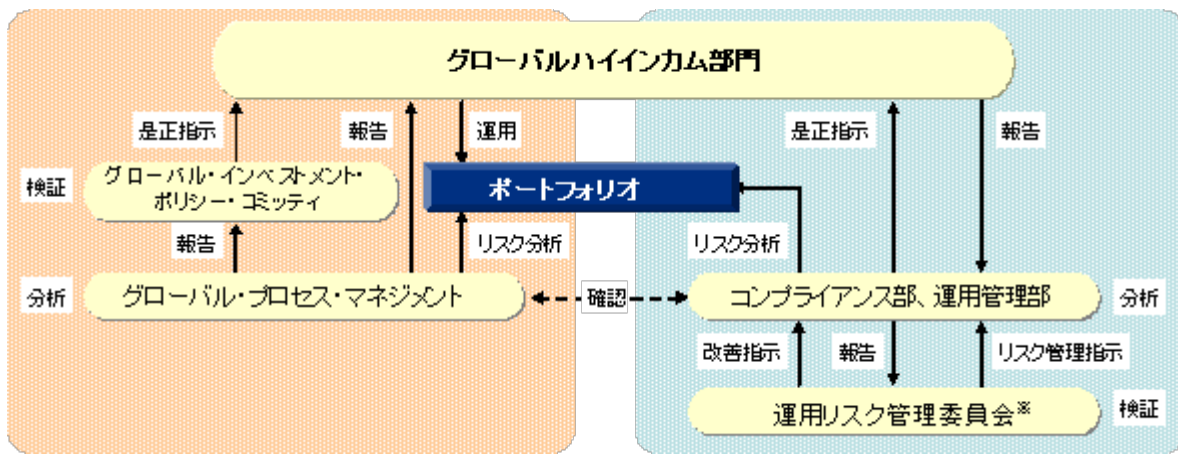 グローバルハイインカム部門
是正指示
報告
運用
是正指示
報告
検証
グローバル・インベストメント・
ポリシー・コミッティ
ポートフォリオ
報告
リスク分析
リスク分析
分析
グローバル・プロセス・マネジメント
確認
コンプライアンス部、運用管理部
分析
改善指示
報告
リスク管理指示
運用リスク管理委員会※
検証